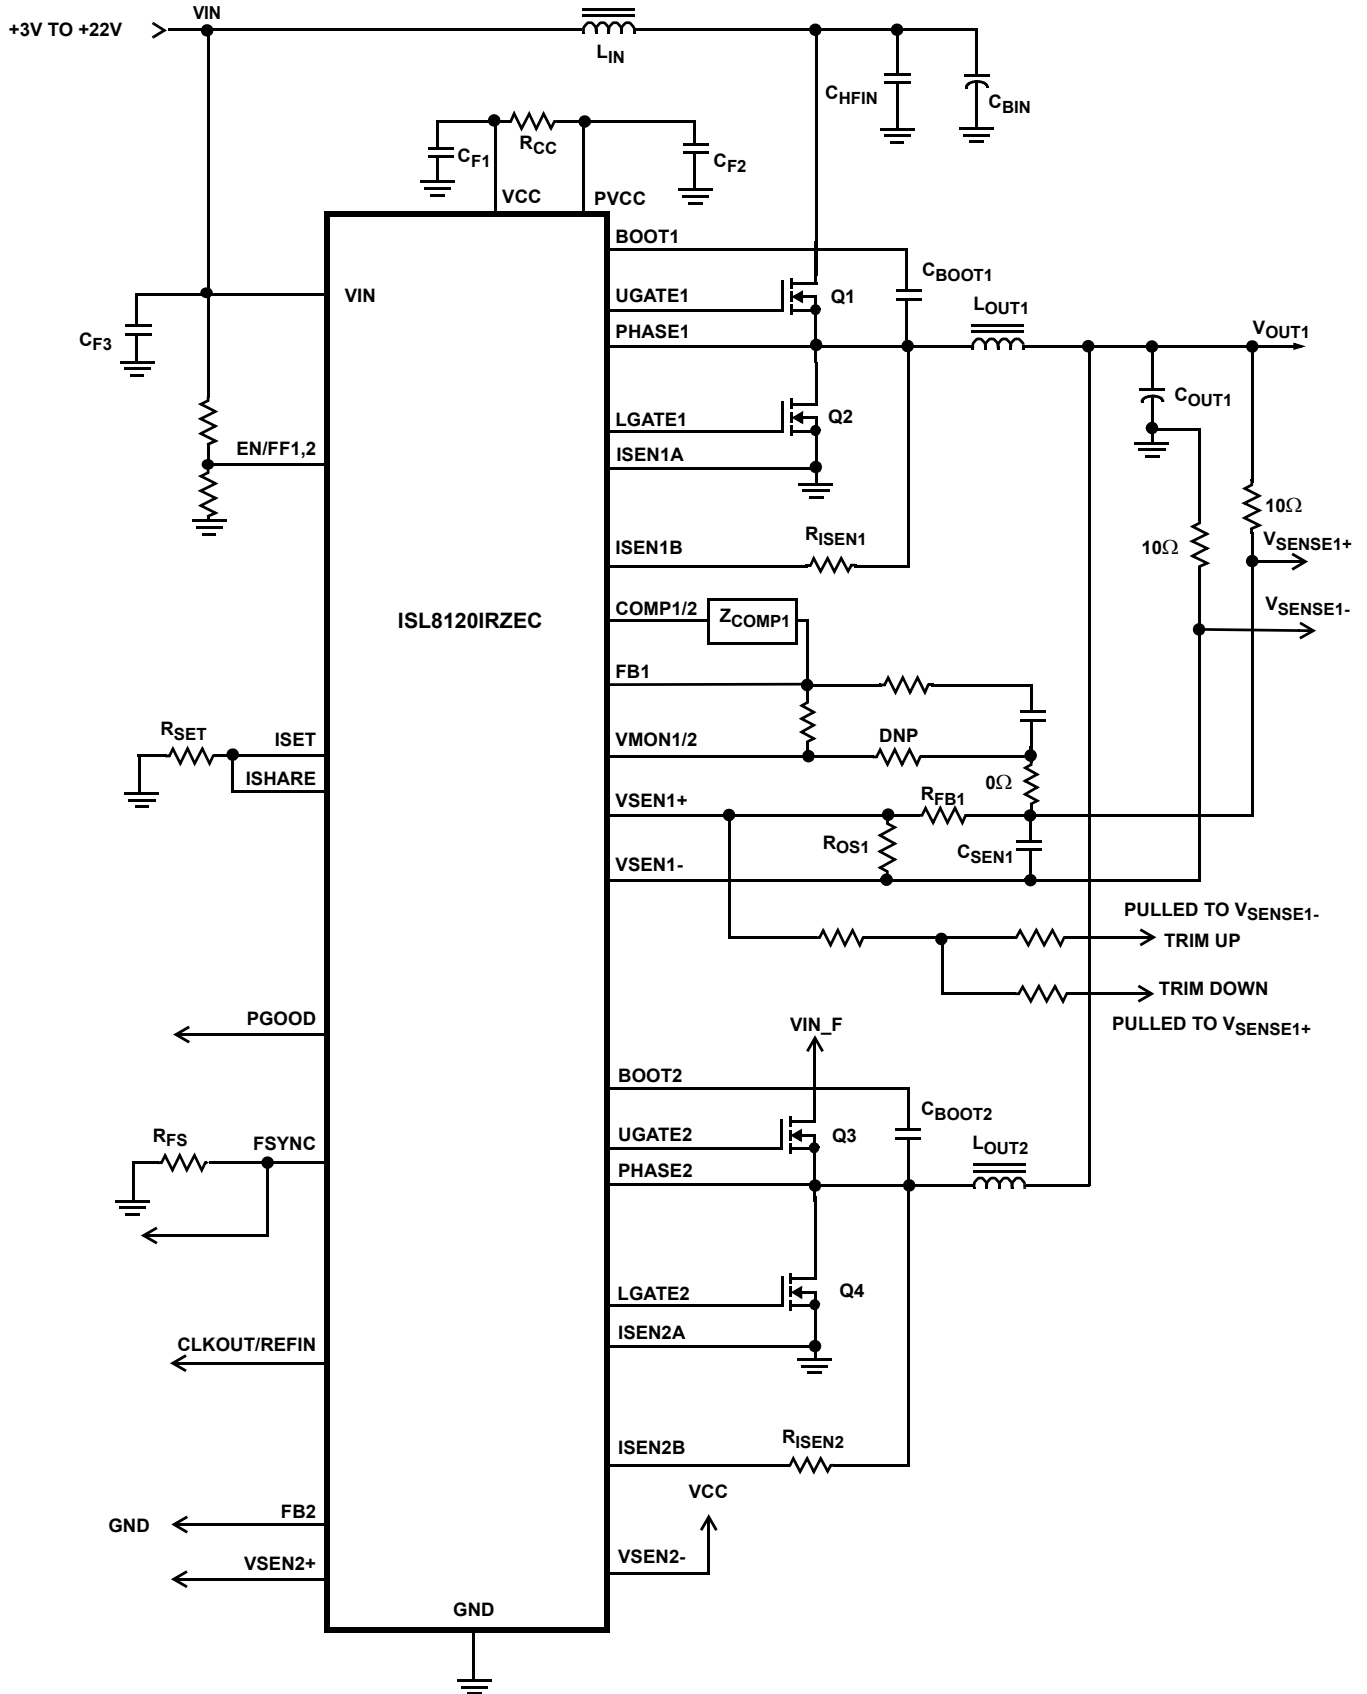 VIN
+3V TO +22V
LIN
CHFIN
CBIN
CF1
RCC
CF2
VCC
PVCC
BOOT1
CBOOT1
VIN
UGATE1
Q1
LOUT1
CF3
PHASE1
VOUT1
COUT1
LGATE1
Q2
EN/FF1,2
ISEN1A
10Ω
RISEN1
ISEN1B
10Ω
VSENSE1+
COMP1/2
ZCOMP1
VSENSE1-
ISL8120IRZEC
FB1
RSET
ISET
VMON1/2
DNP
ISHARE
0Ω
VSEN1+
RFB1
ROS1
CSEN1
VSEN1-
PULLED TO VSENSE1-
TRIM UP
TRIM DOWN
PGOOD
VIN_F
PULLED TO VSENSE1+
BOOT2
CBOOT2
RFS
FSYNC
UGATE2
Q3
LOUT2
PHASE2
LGATE2
Q4
CLKOUT/REFIN
ISEN2A
ISEN2B
RISEN2
VCC
GND
FB2
VSEN2+
VSEN2-
GND